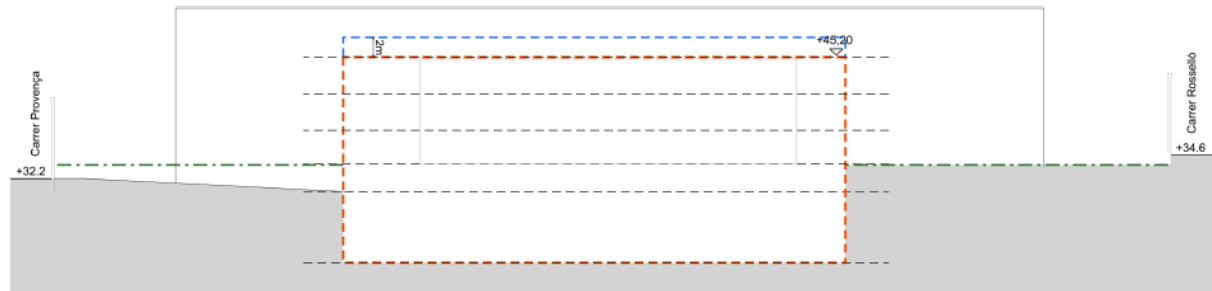 2m
+45,20
Carrer Provença
Carrer Rosselló
+34.6
+32.2